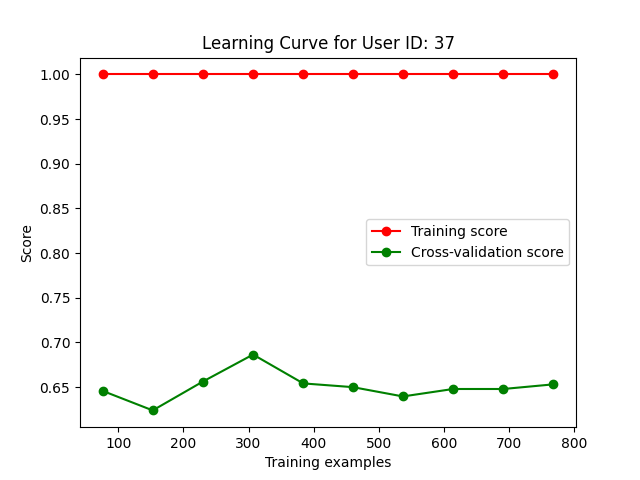 Learning Curve for User ID: 37
1.00
0.95
0.90
0.85
0.80
0.75
0.70
0.65
Score
Training score
Cross-validation score
100 200 300 400 500 600 700 800
Training examples